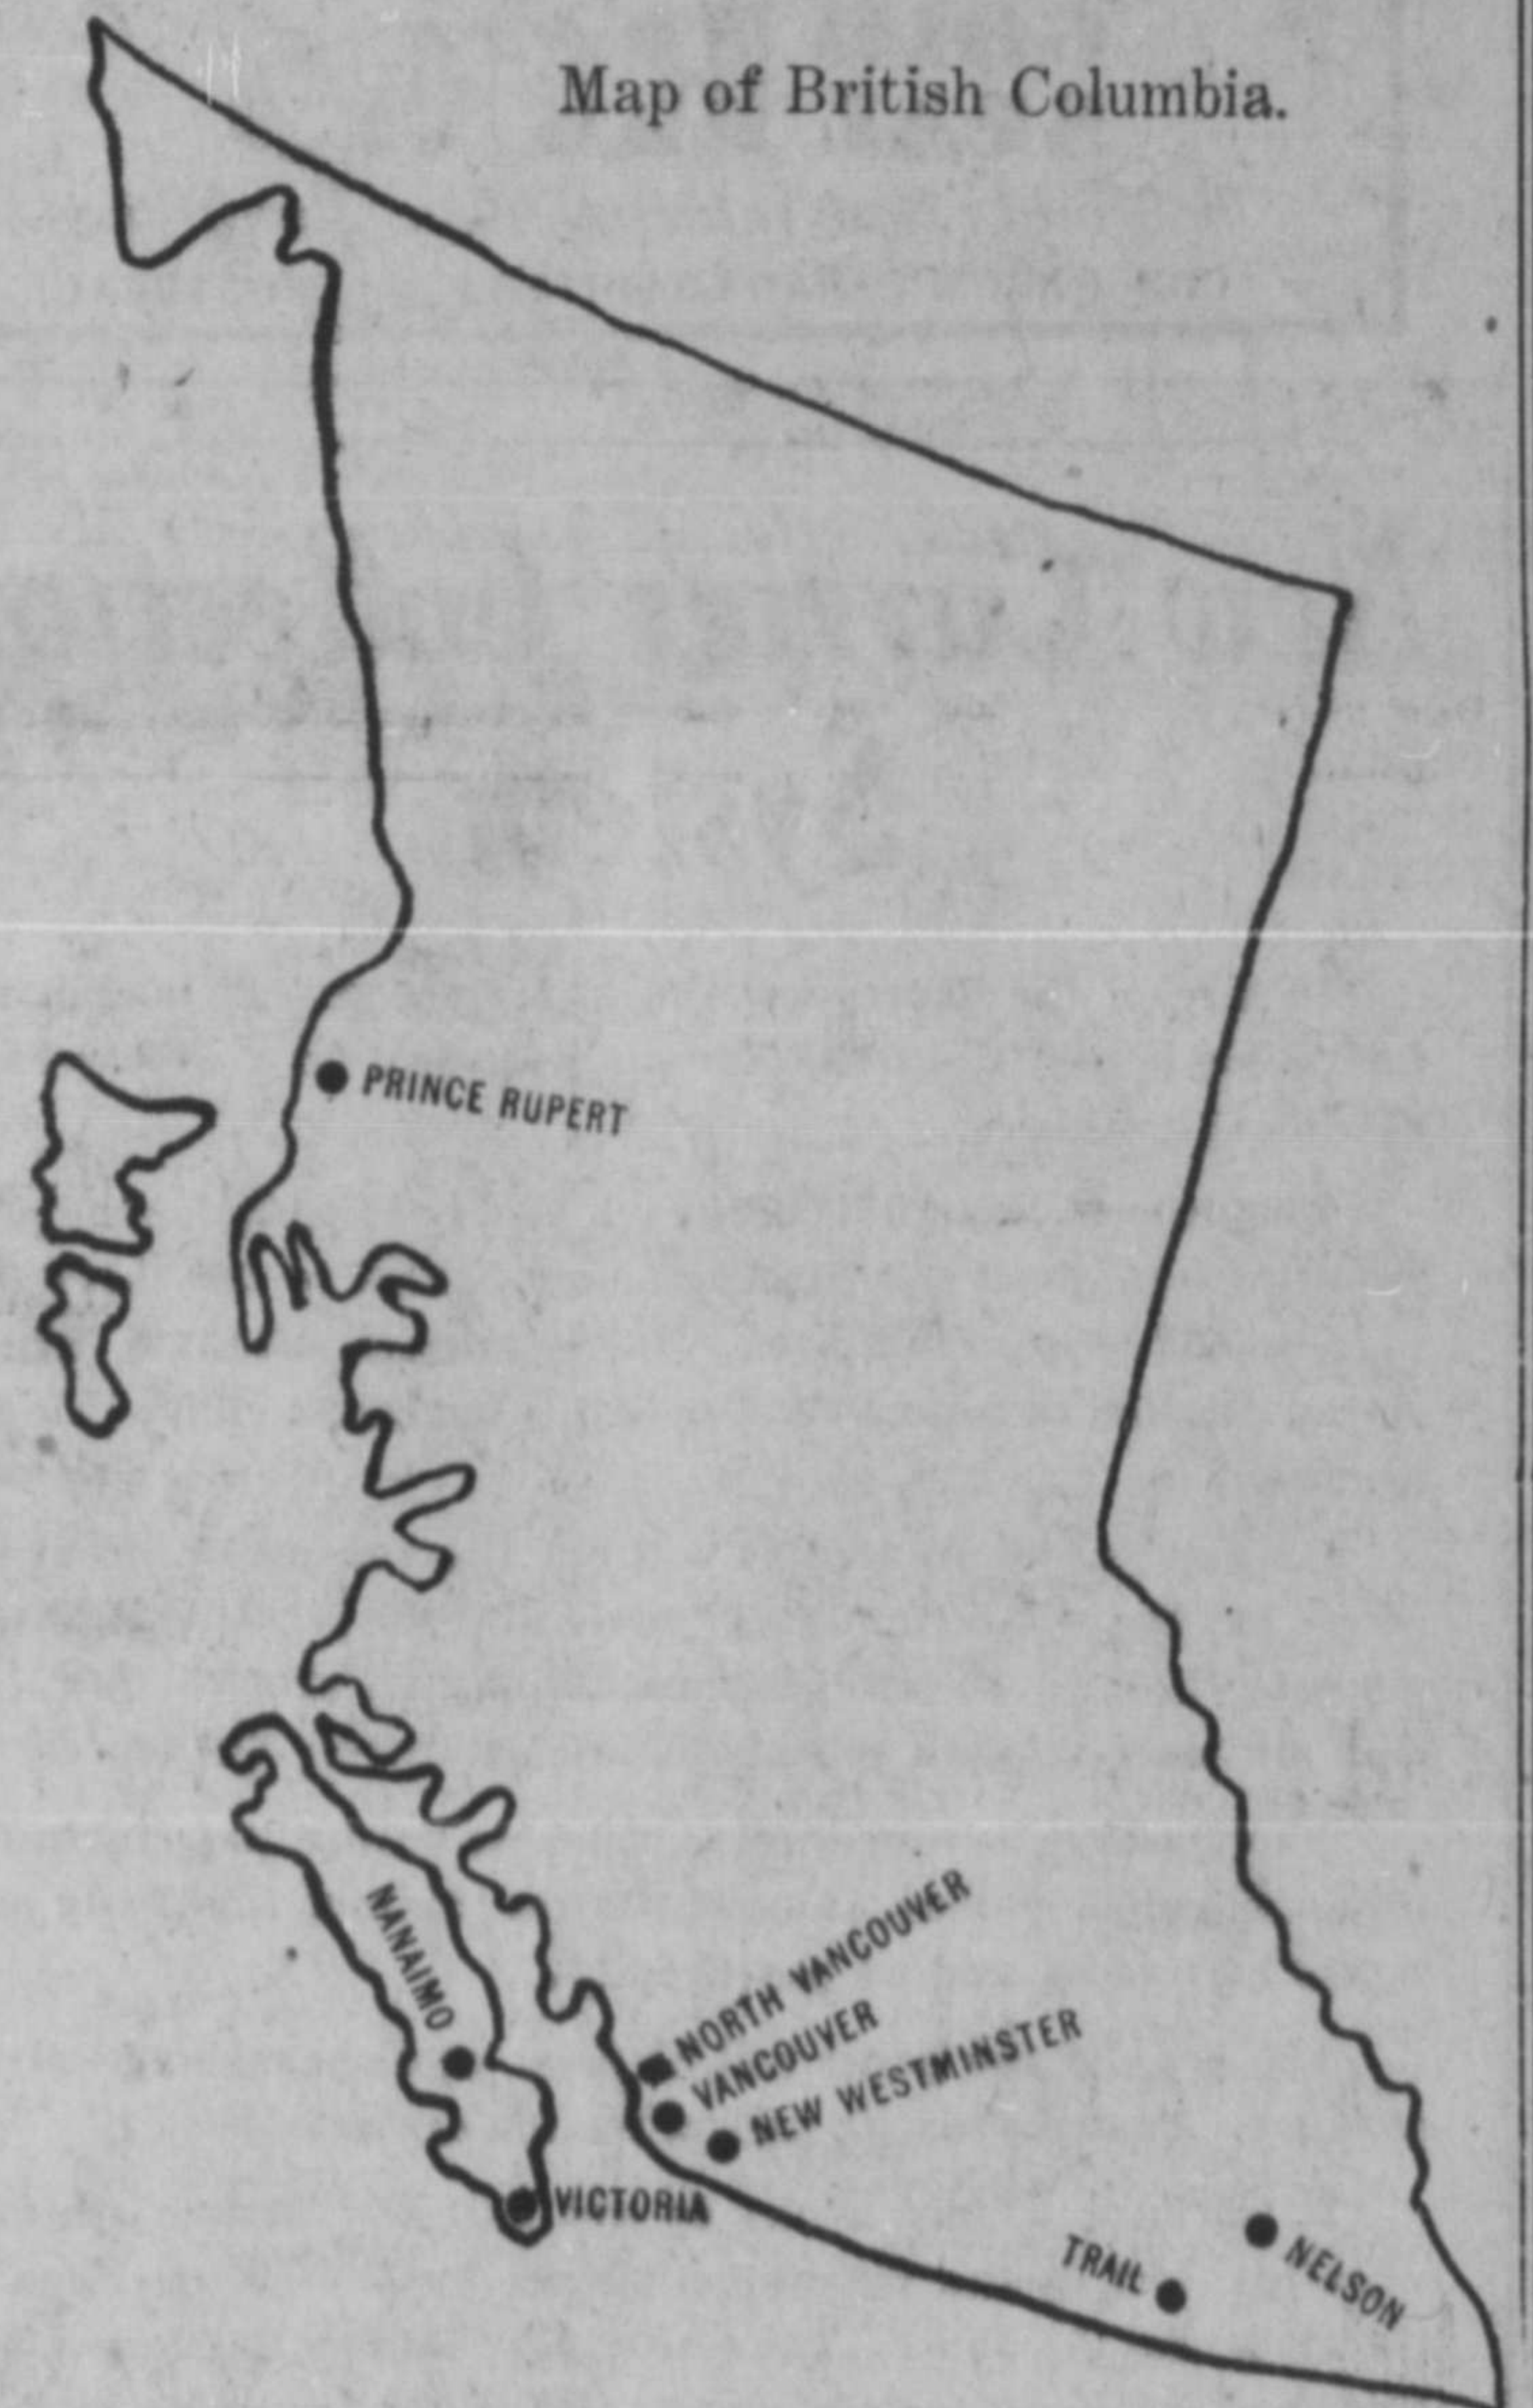 Map of British Columbia.
PRINCE RUPERT
NANAIMO
NORTH VANCOUVER
VANCOUVER
NEW WESTMINSTER
VICTORIA
TRAIL
NELSON